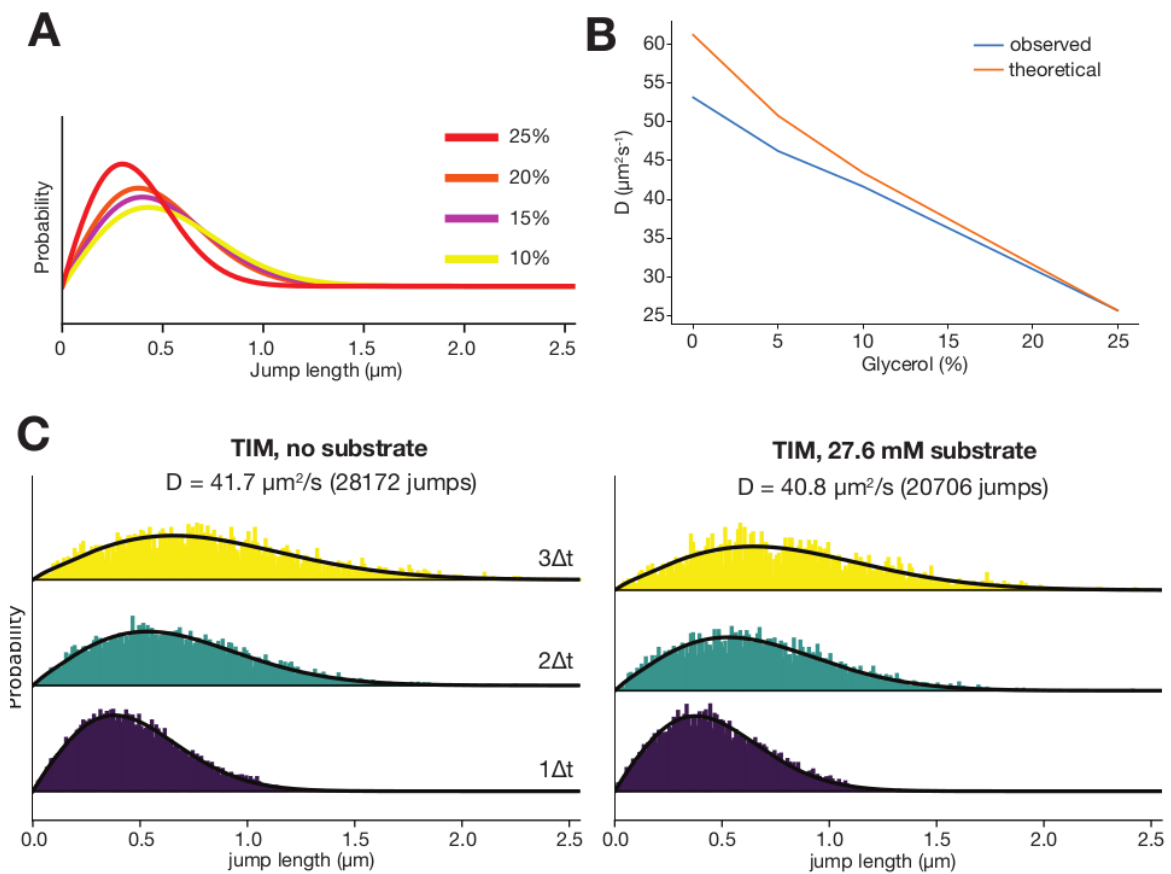 A
Probability
25%
20%
15%
10%
0 0.5 1.0 1.5 2.0 2.5
Jump length (µm)
B
D (µm²s⁻¹)
60
55
50
45
40
35
30
25
observed
theoretical
0 5 10 15 20 25
Glycerol (%)
C
Probability
TIM, no substrate
D = 41.7 µm²/s (28172 jumps)
3Δt
2Δt
1Δt
0.0 0.5 1.0 1.5 2.0 2.5
jump length (µm)
TIM, 27.6 mM substrate
D = 40.8 µm²/s (20706 jumps)
0.0 0.5 1.0 1.5 2.0 2.5
jump length (µm)